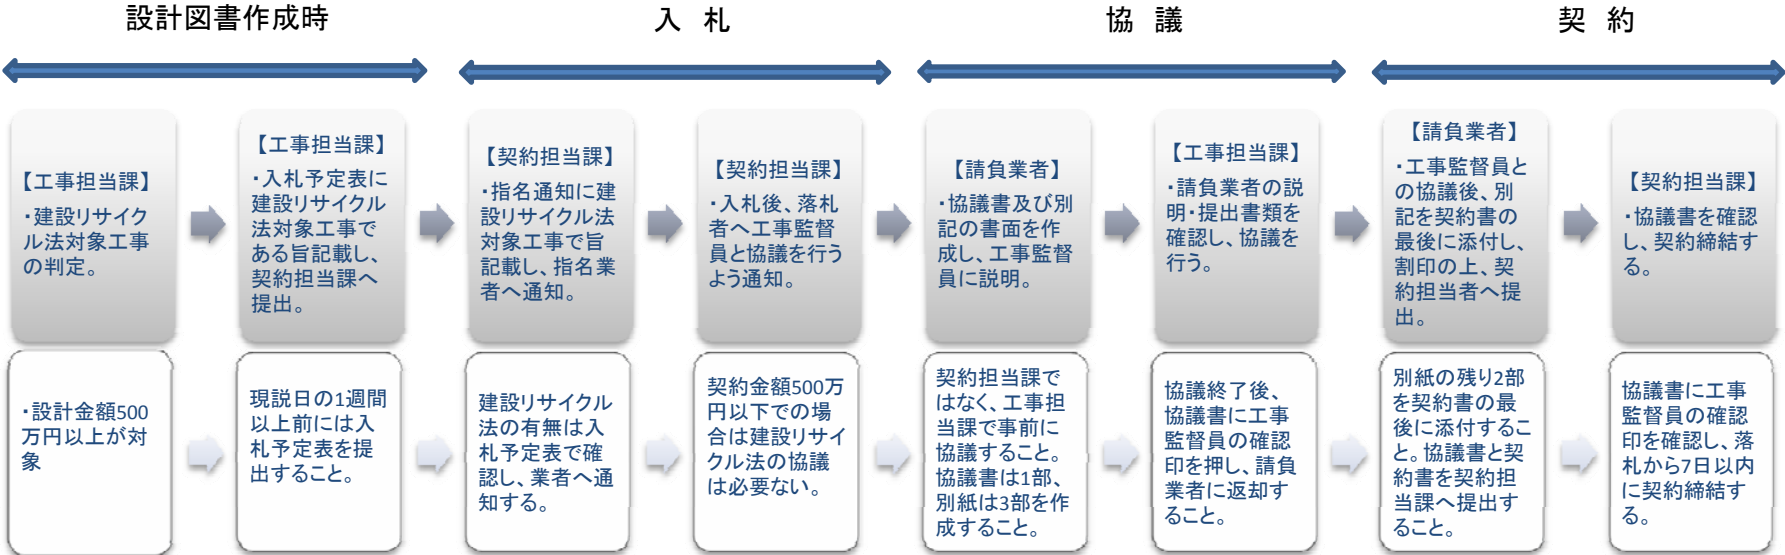 設計図書作成時
入 札
協 議
契 約
【工事担当課】
・建設リサイク
ル法対象工事
の判定。
【工事担当課】
・入札予定表に
建設リサイクル
法対象工事で
ある旨記載し、
契約担当課へ
提出。
【契約担当課】
・指名通知に建
設リサイクル法
対象工事で旨
記載し、指名業
者へ通知。
【契約担当課】
・入札後、落札
者へ工事監督
員と協議を行う
よう通知。
【請負業者】
・協議書及び別
記の書面を作
成し、工事監督
員に説明。
【工事担当課】
・請負業者の説
明・提出書類を
確認し、協議を
行う。
【請負業者】
・工事監督員と
の協議後、別
記を契約書の
最後に添付し、
割印の上、契
約担当者へ提
出。
【契約担当課】
・協議書を確認
し、契約締結す
る。
・設計金額500
万円以上が対
象
現説日の1週間
以上前には入
札予定表を提
出すること。
建設リサイクル
法の有無は入
札予定表で確
認し、業者へ通
知する。
契約金額500万
円以下での場
合は建設リサイ
クル法の協議
は必要ない。
契約担当課で
はなく、工事担
当課で事前に
協議すること。
協議書は1部、
別紙は3部を作
成すること。
協議終了後、
協議書に工事
監督員の確認
印を押し、請負
業者に返却す
ること。
別紙の残り2部
を契約書の最
後に添付するこ
と。協議書と契
約書を契約担
当課へ提出す
ること。
協議書に工事
監督員の確認
印を確認し、落
札から7日以内
に契約締結す
る。